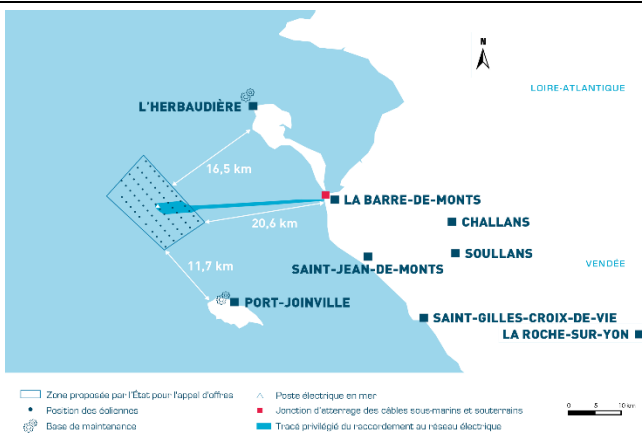 N
LOIRE-ATLANTIQUE
L'HERBAUDIÈRE
16,5 km
LA BARRE-DE-MONTS
CHALLANS
20,6 km
SOULLANS
11,7 km
SAINT-JEAN-DE-MONTS
VENDÉE
PORT-JOINVILLE
SAINT-GILLES-CROIX-DE-VIE
LA ROCHE-SUR-YON
Zone proposée par l'État pour l'appel d'offres
Position des éoliennes
Base de maintenance
Poste électrique en mer
Jonction d'atterrage des câbles sous-marins et souterrains
Tracé privilégié du raccordement au réseau électrique
0 5 10 km